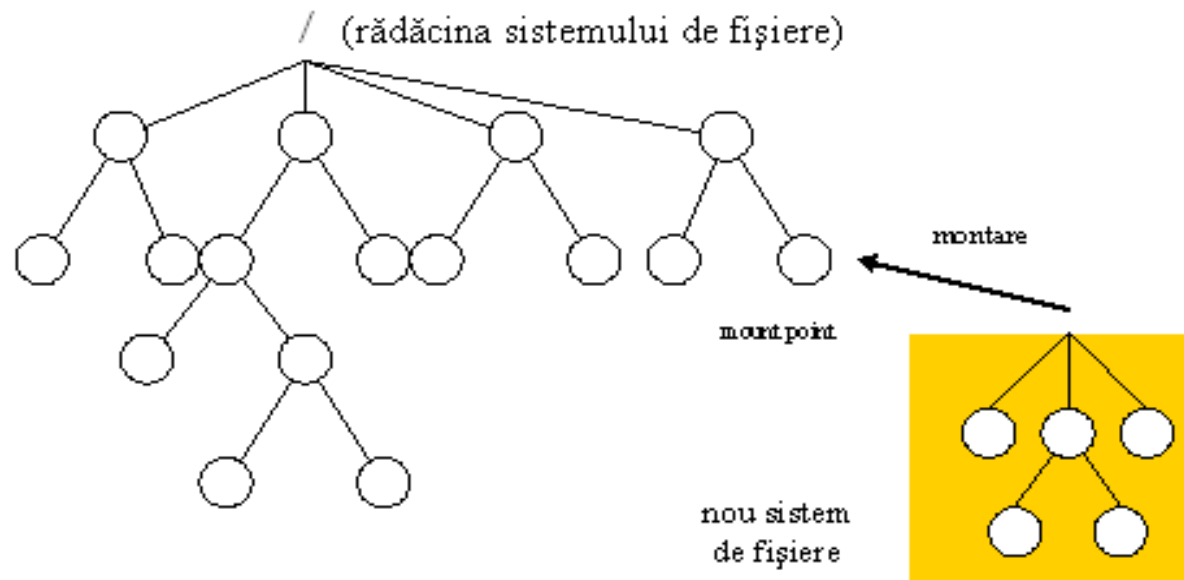 / (rădăcina sistemului de fişiere)
montare
mount point
nou sistem
de fişiere